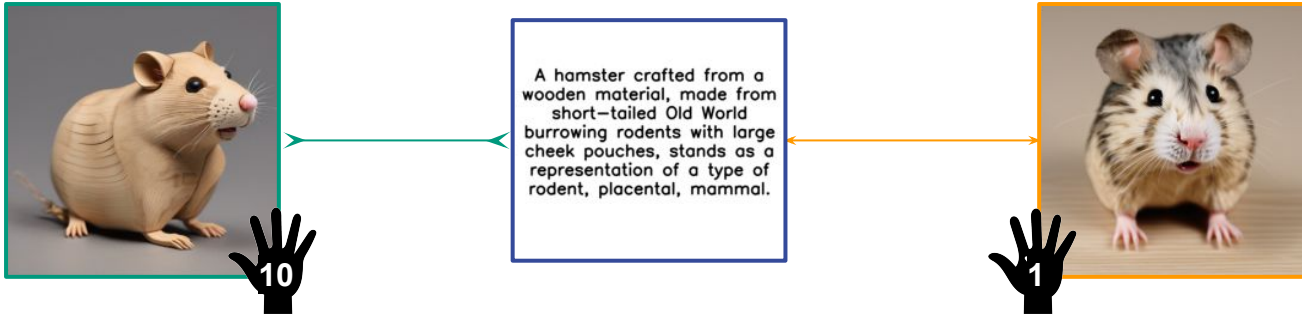 A hamster crafted from a
wooden material, made from
short-tailed Old World
burrowing rodents with large
cheek pouches, stands as a
representation of a type of
rodent, placental, mammal.
10
1